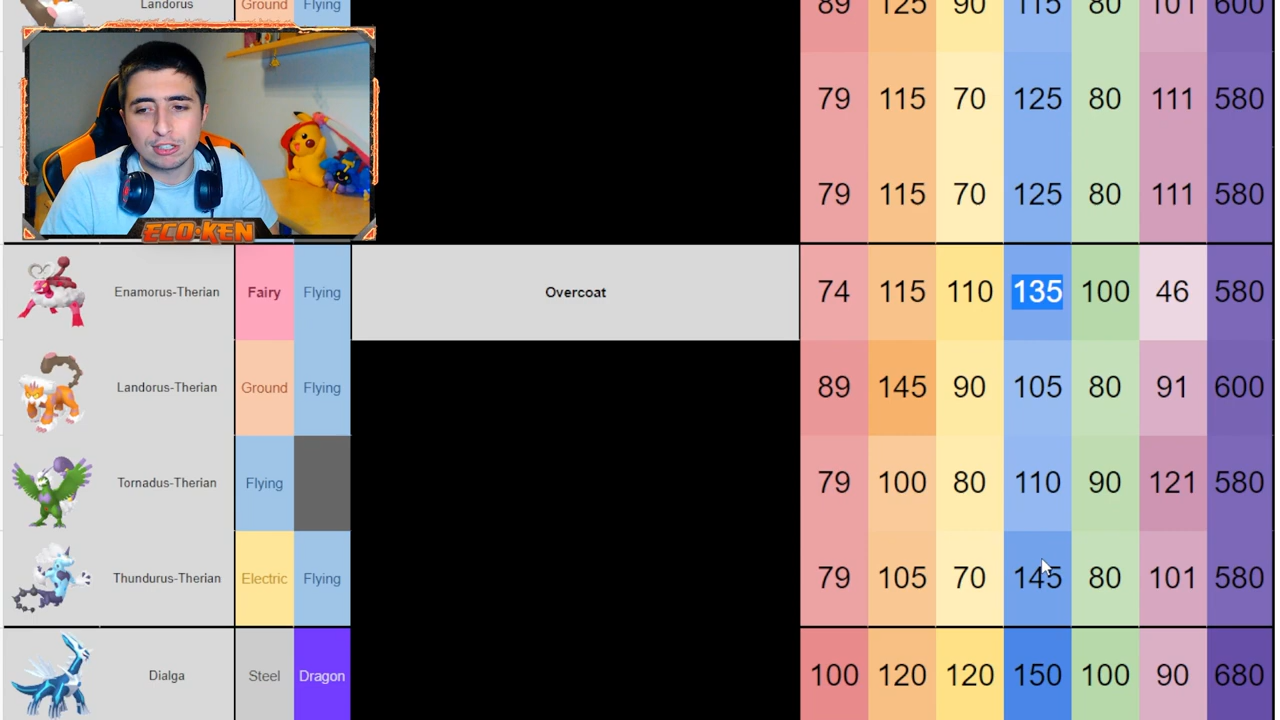 Landorus Ground Flying 89 125 90 115 80 101 600
79 115 70 125 80 111 580
79 115 70 125 80 111 580
ECO·KEN
Enamorus-Therian Fairy Flying Overcoat 74 115 110 135 100 46 580
Landorus-Therian Ground Flying 89 145 90 105 80 91 600
Tornadus-Therian Flying 79 100 80 110 90 121 580
Thundurus-Therian Electric Flying 79 105 70 145 80 101 580
Dialga Steel Dragon 100 120 120 150 100 90 680